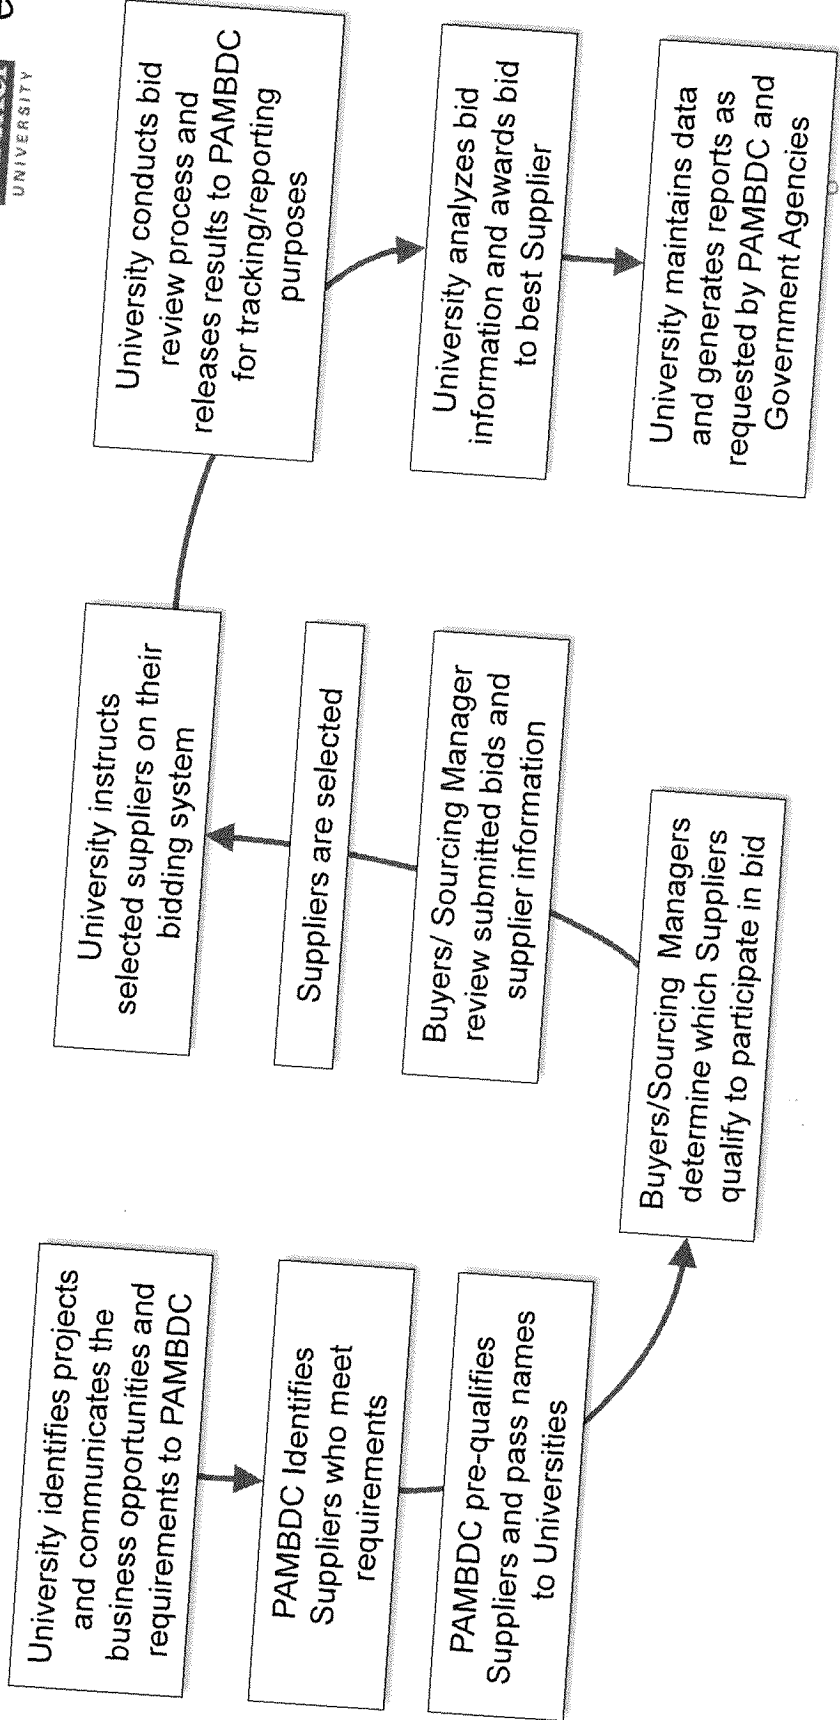 UNIVERSITY
University identifies projects
and communicates the
business opportunities and
requirements to PAMBDC
PAMBDC Identifies
Suppliers who meet
requirements
PAMBDC pre-qualifies
Suppliers and pass names
to Universities
Buyers/Sourcing Managers
determine which Suppliers
qualify to participate in bid
Buyers/ Sourcing Manager
review submitted bids and
supplier information
Suppliers are selected
University instructs
selected suppliers on their
bidding system
University conducts bid
review process and
releases results to PAMBDC
for tracking/reporting
purposes
University analyzes bid
information and awards bid
to best Supplier
University maintains data
and generates reports as
requested by PAMBDC and
Government Agencies